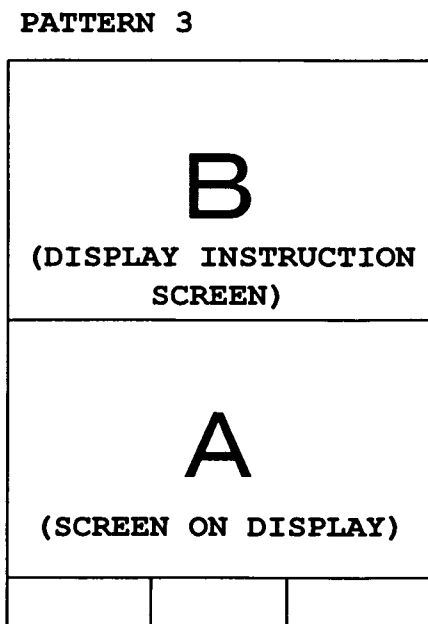 PATTERN 3
B
(DISPLAY INSTRUCTION
SCREEN)
A
(SCREEN ON DISPLAY)